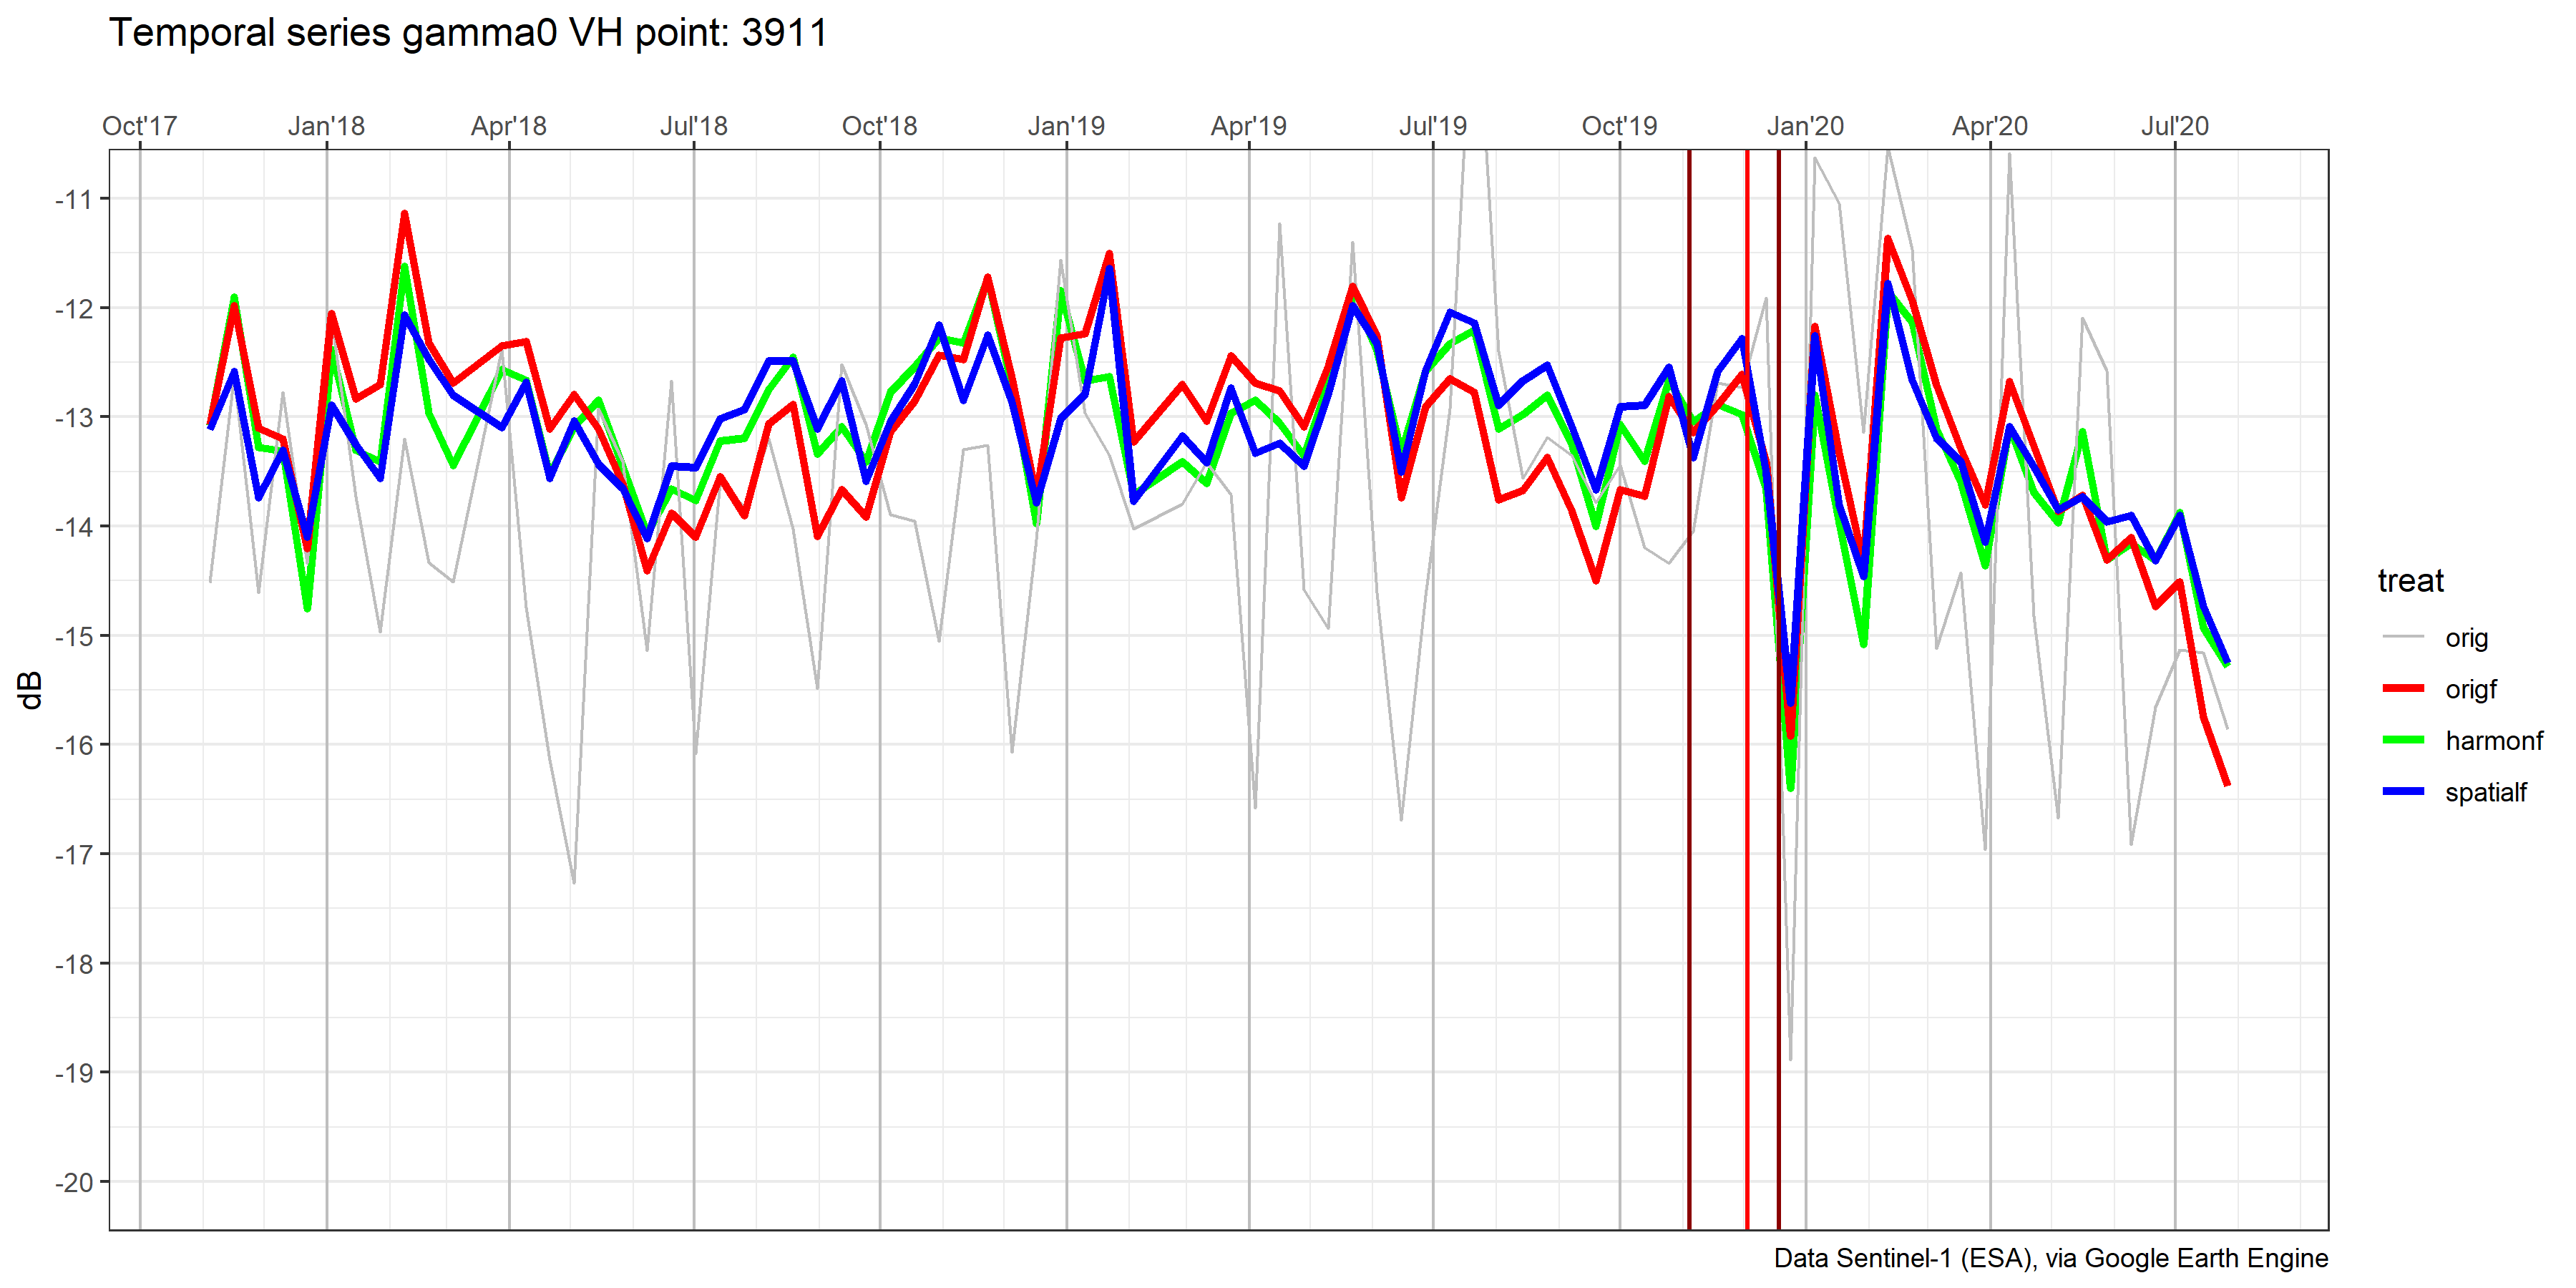 Temporal series gamma0 VH point: 3911
Oct'17 Jan'18 Apr'18 Jul'18 Oct'18 Jan'19 Apr'19 Jul'19 Oct'19 Jan'20 Apr'20 Jul'20
-11
-12
-13
-14
-15
-16
-17
-18
-19
-20
dB
treat
orig
origf
harmonf
spatialf
Data Sentinel-1 (ESA), via Google Earth Engine